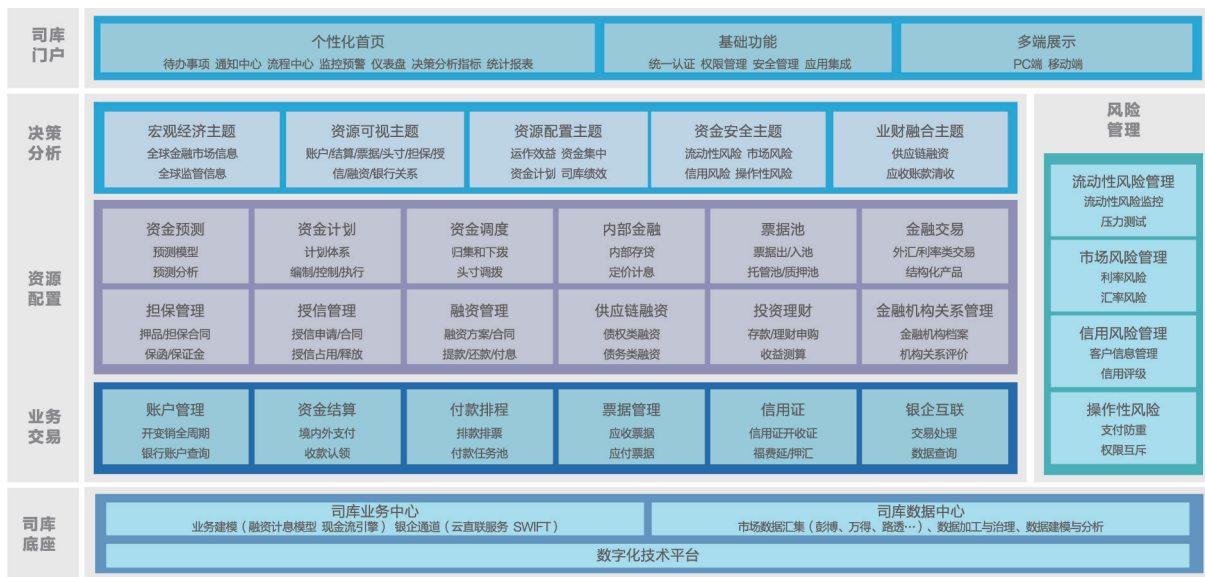 司库
门户
个性化首页
待办事项 通知中心 流程中心 监控预警 仪表盘 决策分析指标 统计报表
基础功能
统一认证 权限管理 安全管理 应用集成
多端展示
PC端 移动端
决策
分析
宏观经济主题
全球金融市场信息
全球监管信息
资源可视主题
账户/结算/票据/头寸/担保/授
信/融资/银行关系
资源配置主题
运作效益 资金集中
资金计划 司库绩效
资金安全主题
流动性风险 市场风险
信用风险 操作性风险
业财融合主题
供应链融资
应收账款清收
资源
配置
资金预测
预测模型
预测分析
资金计划
计划体系
编制/控制/执行
资金调度
归集和下拨
头寸调拨
内部金融
内部存贷
定价计息
票据池
票据出/入池
托管池/质押池
金融交易
外汇/利率类交易
结构化产品
担保管理
押品/担保合同
保函/保证金
授信管理
授信申请/合同
授信占用/释放
融资管理
融资方案/合同
提款/还款/付息
供应链融资
债权类融资
债务类融资
投资理财
存款/理财申购
收益测算
金融机构关系管理
金融机构档案
机构关系评价
业务
交易
账户管理
开变销全周期
银行账户查询
资金结算
境内外支付
收款认领
付款排程
排款排票
付款任务池
票据管理
应收票据
应付票据
信用证
信用证开收证
福费延/押汇
银企互联
交易处理
数据查询
风险
管理
流动性风险管理
流动性风险监控
压力测试
市场风险管理
利率风险
汇率风险
信用风险管理
客户信息管理
信用评级
操作性风险
支付防重
权限互斥
司库
底座
司库业务中心
业务建模（融资计息模型 现金流引擎）银企通道（云直联服务 SWIFT）
司库数据中心
市场数据汇集（彭博、万得、路透…）、数据加工与治理、数据建模与分析
数字化技术平台